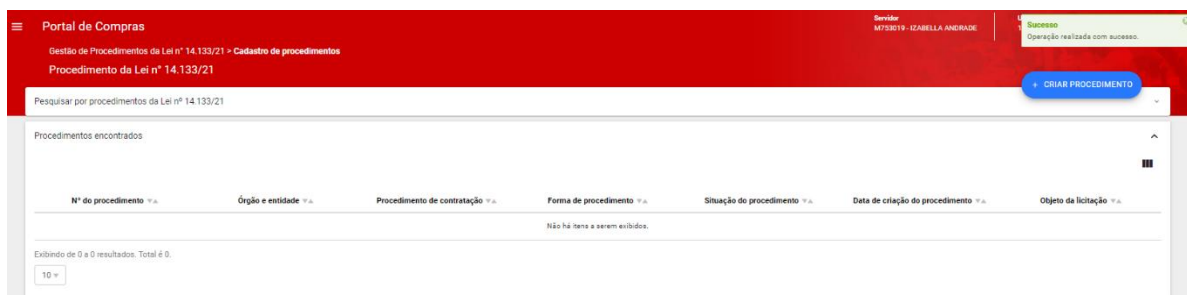 Portal de Compras
Servidor
M753019 - IZABELLA ANDRADE
Sucesso
Operação realizada com sucesso.
Gestão de Procedimentos da Lei n° 14.133/21 > Cadastro de procedimentos
Procedimento da Lei n° 14.133/21
+ CRIAR PROCEDIMENTO
Pesquisar por procedimentos da Lei nº 14.133/21
Procedimentos encontrados
N° do procedimento Órgão e entidade Procedimento de contratação Forma de procedimento Situação do procedimento Data de criação do procedimento Objeto da licitação
Não há itens a serem exibidos.
Exibindo de 0 a 0 resultados. Total é 0.
10